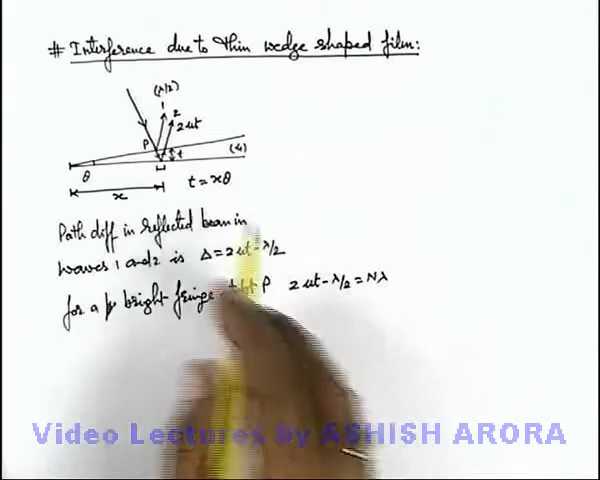 # Interference due to thin wedge shaped film:
(λ/2)
1
2
2μt
P
t
(μ)
θ
x
t = xθ
Path diff in reflected beam in
waves 1 and 2 is Δ = 2μt - λ/2
for a bright fringe at pt P 2μt - λ/2 = Nλ
Video Lectures by ASHISH ARORA